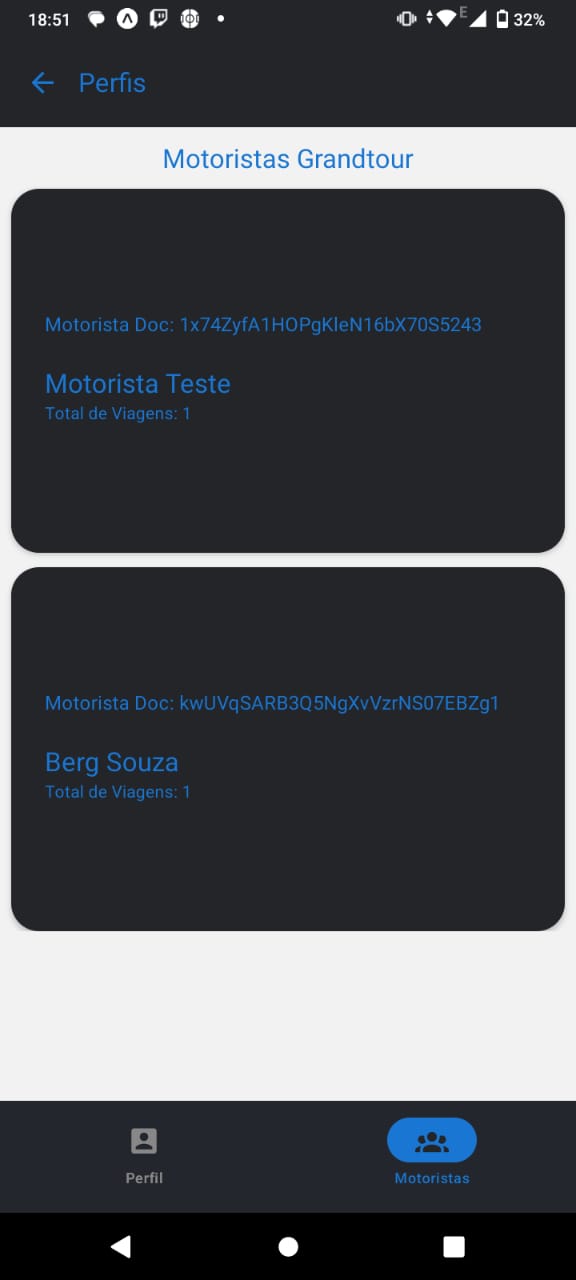 18:51
E
32%
Perfis
Motoristas Grandtour
Motorista Doc: 1x74ZyfA1HOPgKleN16bX70S5243
Motorista Teste
Total de Viagens: 1
Motorista Doc: kwUVqSARB3Q5NgXvVzrNS07EBZg1
Berg Souza
Total de Viagens: 1
Perfil
Motoristas